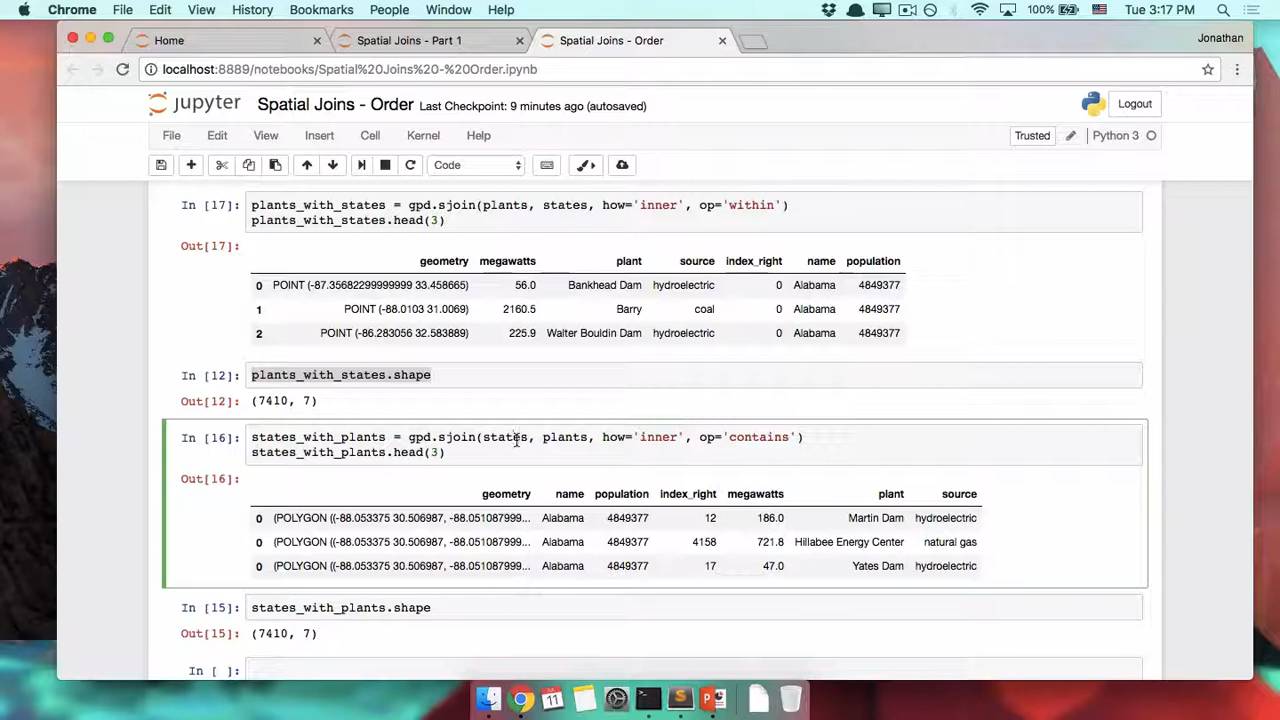 Chrome File Edit View History Bookmarks People Window Help 100% Tue 3:17 PM
Home Spatial Joins - Part 1 Spatial Joins - Order Jonathan
localhost:8889/notebooks/Spatial%20Joins%20-%20Order.ipynb
jupyter Spatial Joins - Order Last Checkpoint: 9 minutes ago (autosaved) Logout
File Edit View Insert Cell Kernel Help Trusted Python 3
Code
In [17]: plants_with_states = gpd.sjoin(plants, states, how='inner', op='within')
plants_with_states.head(3)
Out[17]:
geometry megawatts plant source index_right name population
0 POINT (-87.35682299999999 33.458665) 56.0 Bankhead Dam hydroelectric 0 Alabama 4849377
1 POINT (-88.0103 31.0069) 2160.5 Barry coal 0 Alabama 4849377
2 POINT (-86.283056 32.583889) 225.9 Walter Bouldin Dam hydroelectric 0 Alabama 4849377
In [12]: plants_with_states.shape
Out[12]: (7410, 7)
In [16]: states_with_plants = gpd.sjoin(states, plants, how='inner', op='contains')
states_with_plants.head(3)
Out[16]:
geometry name population index_right megawatts plant source
0 (POLYGON ((-88.053375 30.506987, -88.051087999... Alabama 4849377 12 186.0 Martin Dam hydroelectric
0 (POLYGON ((-88.053375 30.506987, -88.051087999... Alabama 4849377 4158 721.8 Hillabee Energy Center natural gas
0 (POLYGON ((-88.053375 30.506987, -88.051087999... Alabama 4849377 17 47.0 Yates Dam hydroelectric
In [15]: states_with_plants.shape
Out[15]: (7410, 7)
In [ ]:
11